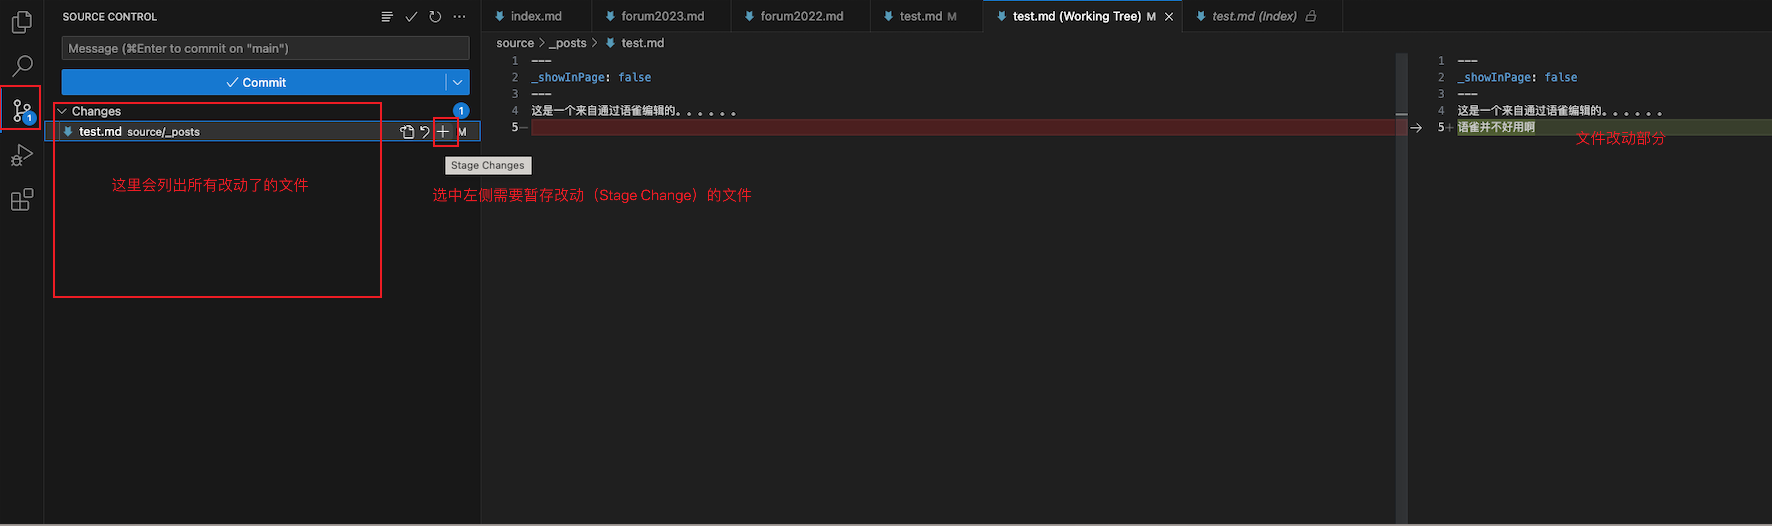 SOURCE CONTROL
Message (⌘Enter to commit on "main")
Commit
Changes
1
test.md source/_posts
M
1
Stage Changes
这里会列出所有改动了的文件
选中左侧需要暂存改动（Stage Change）的文件
index.md
forum2023.md
forum2022.md
test.md M
test.md (Working Tree) M
test.md (Index)
source > _posts > test.md
1 ---
2 _showInPage: false
3 ---
4 这是一个来自通过语雀编辑的。。。。。。
5—
1 ---
2 _showInPage: false
3 ---
4 这是一个来自通过语雀编辑的。。。。。。
5+ 语雀并不好用啊
文件改动部分